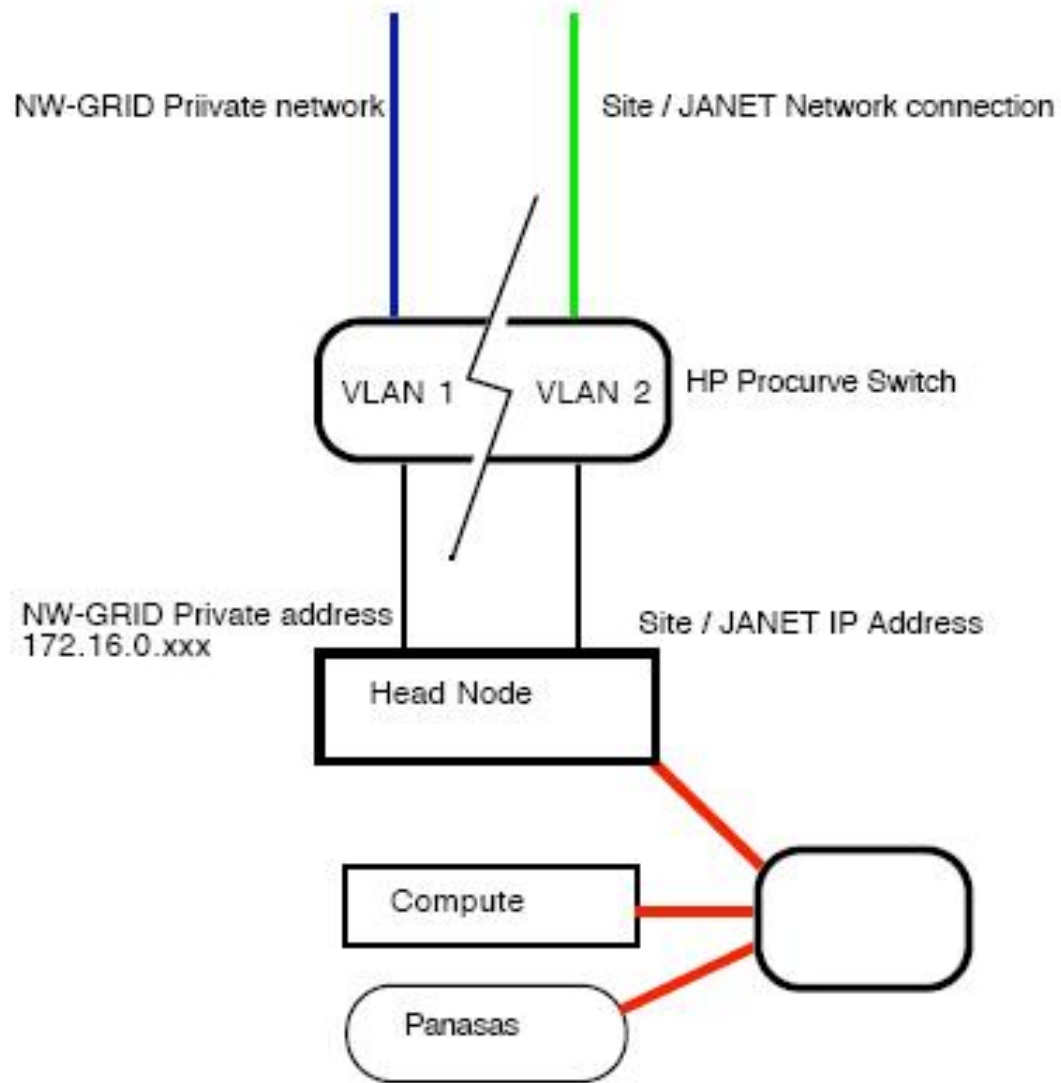 NW-GRID Priivate network
Site / JANET Network connection
VLAN 1
VLAN 2
HP Procurve Switch
NW-GRID Private address
172.16.0.xxx
Site / JANET IP Address
Head Node
Compute
Panasas